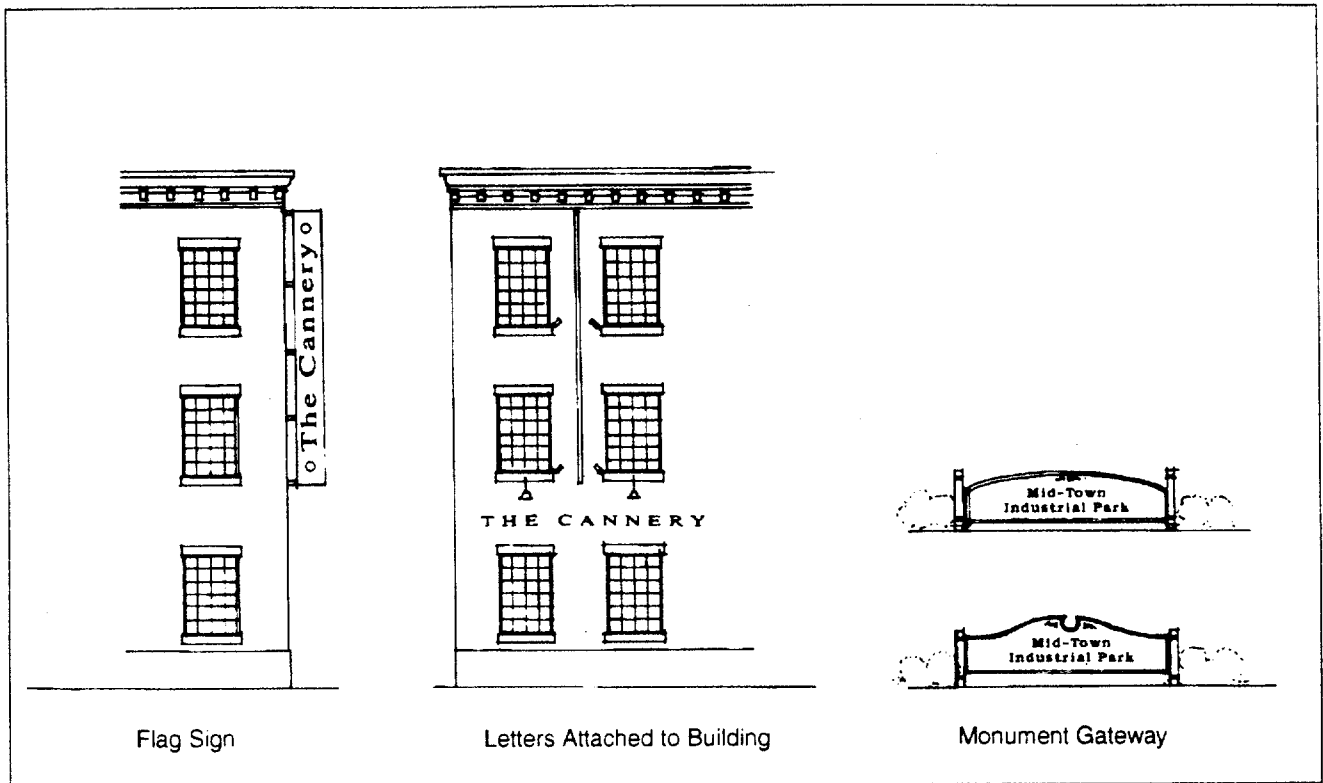 The Cannery
THE CANNERY
Mid-Town
Industrial Park
Mid-Town
Industrial Park
Flag Sign
Letters Attached to Building
Monument Gateway